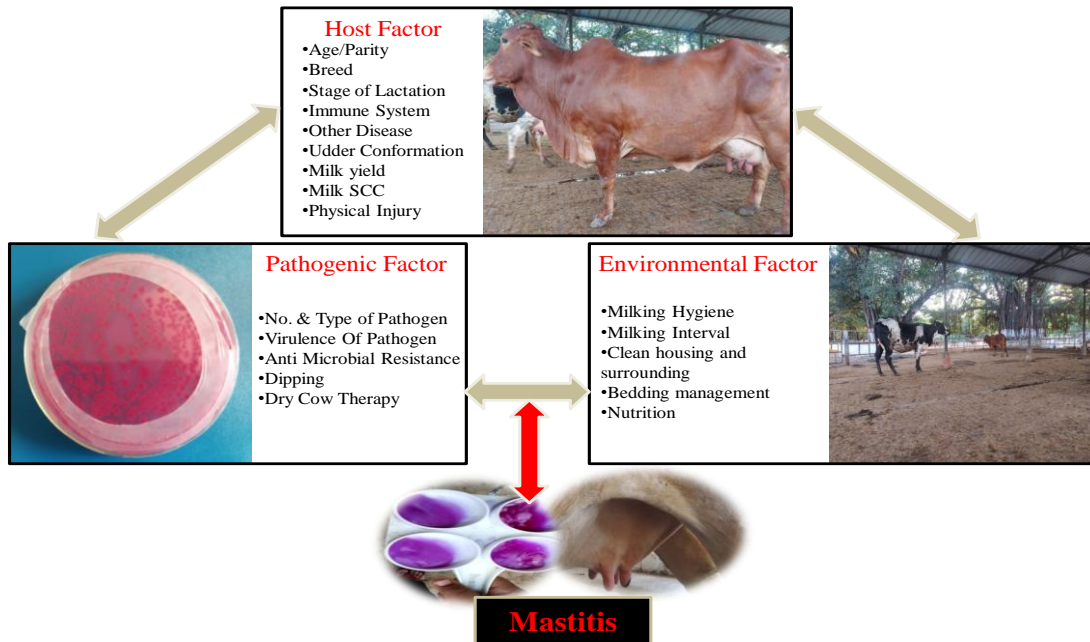 Host Factor
•Age/Parity
•Breed
•Stage of Lactation
•Immune System
•Other Disease
•Udder Conformation
•Milk yield
•Milk SCC
•Physical Injury
Pathogenic Factor
•No. & Type of Pathogen
•Virulence Of Pathogen
•Anti Microbial Resistance
•Dipping
•Dry Cow Therapy
Environmental Factor
•Milking Hygiene
•Milking Interval
•Clean housing and
surrounding
•Bedding management
•Nutrition
Mastitis